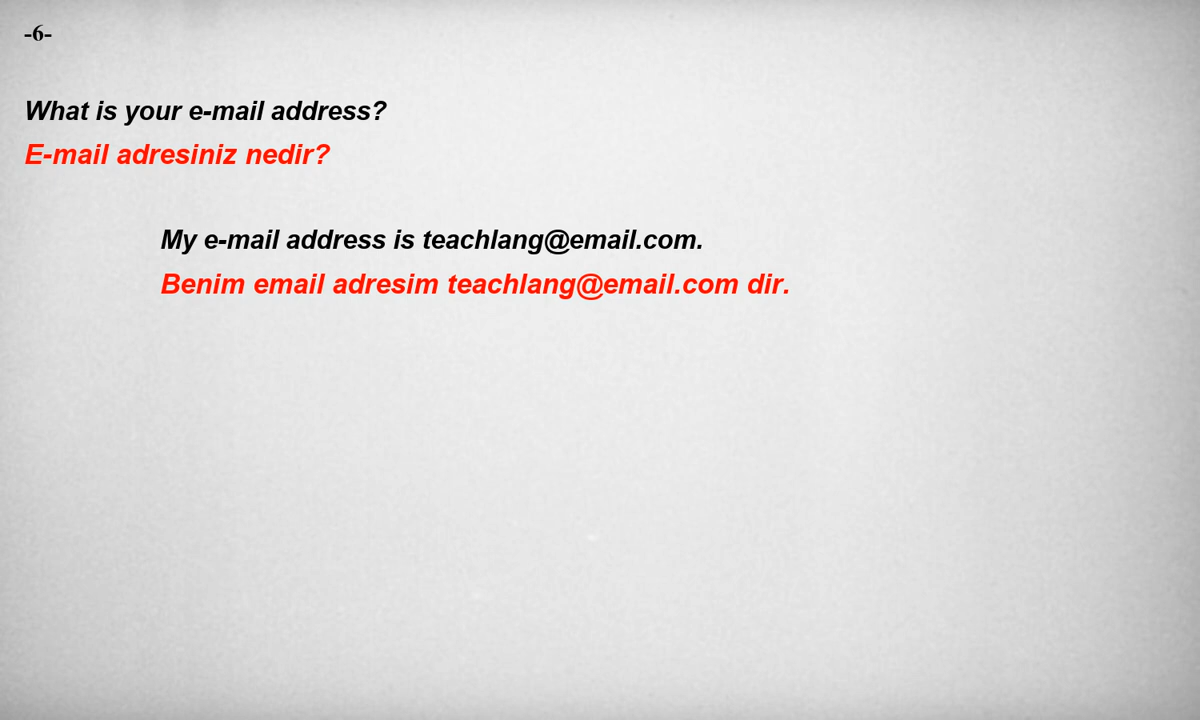 -6-
What is your e-mail address?
E-mail adresiniz nedir?
My e-mail address is teachlang@email.com.
Benim email adresim teachlang@email.com dir.